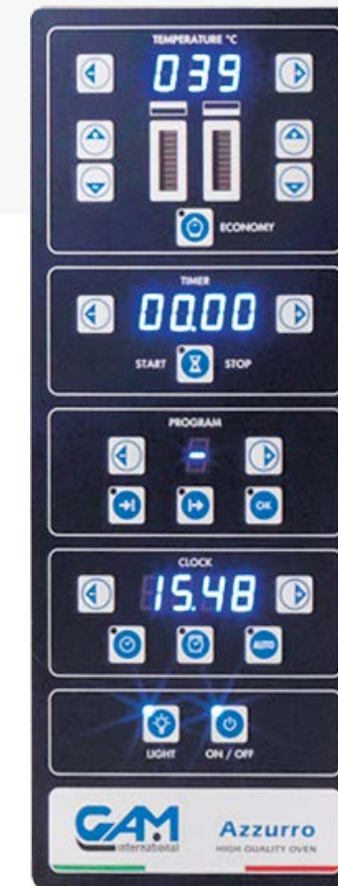 TEMPERATURE °C
039
ECONOMY
TIMER
00.00
START STOP
PROGRAM
-
OK
CLOCK
15.48
AUTO
LIGHT ON / OFF
GAM
international
Azzurro
HIGH QUALITY OVEN